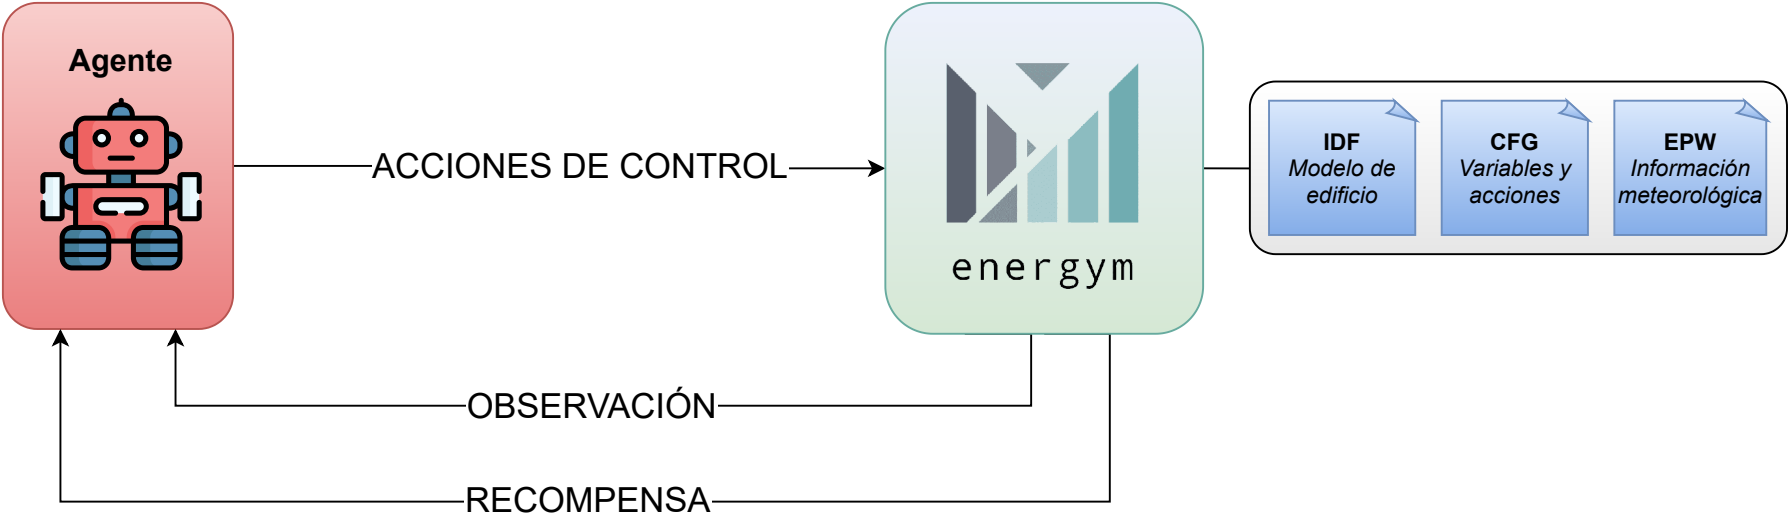 Agente
ACCIONES DE CONTROL
energym
IDF
Modelo de
edificio
CFG
Variables y
acciones
EPW
Información
meteorológica
OBSERVACIÓN
RECOMPENSA